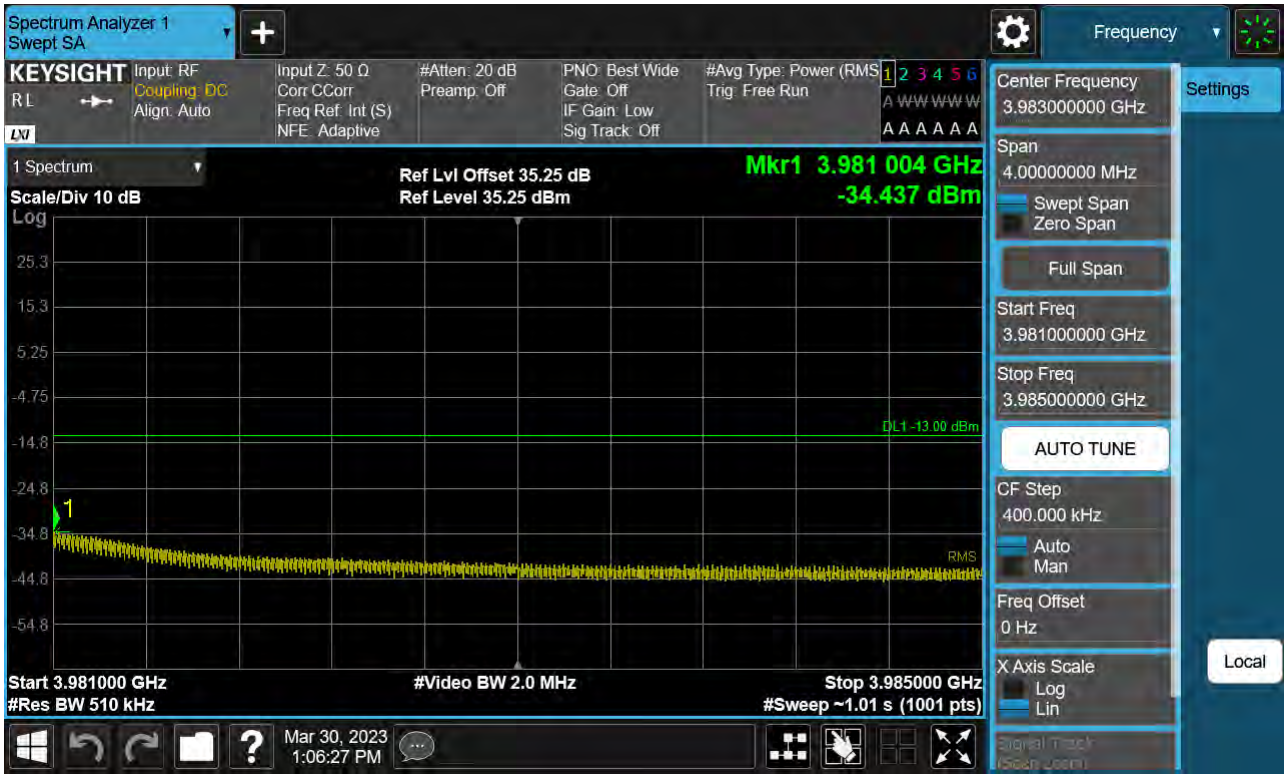 Spectrum Analyzer 1
Swept SA
Frequency
KEYSIGHT
RL
LXI
Input: RF
Coupling: DC
Align: Auto
Input Z: 50 Ω
Corr CCorr
Freq Ref: Int (S)
NFE: Adaptive
#Atten: 20 dB
Preamp: Off
PNO: Best Wide
Gate: Off
IF Gain: Low
Sig Track: Off
#Avg Type: Power (RMS
Trig: Free Run
1 2 3 4 5 6
A W W W W W
A A A A A A
1 Spectrum
Scale/Div 10 dB
Log
Ref Lvl Offset 35.25 dB
Ref Level 35.25 dBm
Mkr1 3.981 004 GHz
-34.437 dBm
25.3
15.3
5.25
-4.75
-14.8
-24.8
-34.8
-44.8
-54.8
DL1 -13.00 dBm
1
RMS
Start 3.981000 GHz
#Res BW 510 kHz
#Video BW 2.0 MHz
Stop 3.985000 GHz
#Sweep ~1.01 s (1001 pts)
Center Frequency
3.983000000 GHz
Span
4.00000000 MHz
Swept Span
Zero Span
Full Span
Start Freq
3.981000000 GHz
Stop Freq
3.985000000 GHz
AUTO TUNE
CF Step
400.000 kHz
Auto
Man
Freq Offset
0 Hz
X Axis Scale
Log
Lin
Signal Track
(Span Zoom)
Settings
Local
?
Mar 30, 2023
1:06:27 PM